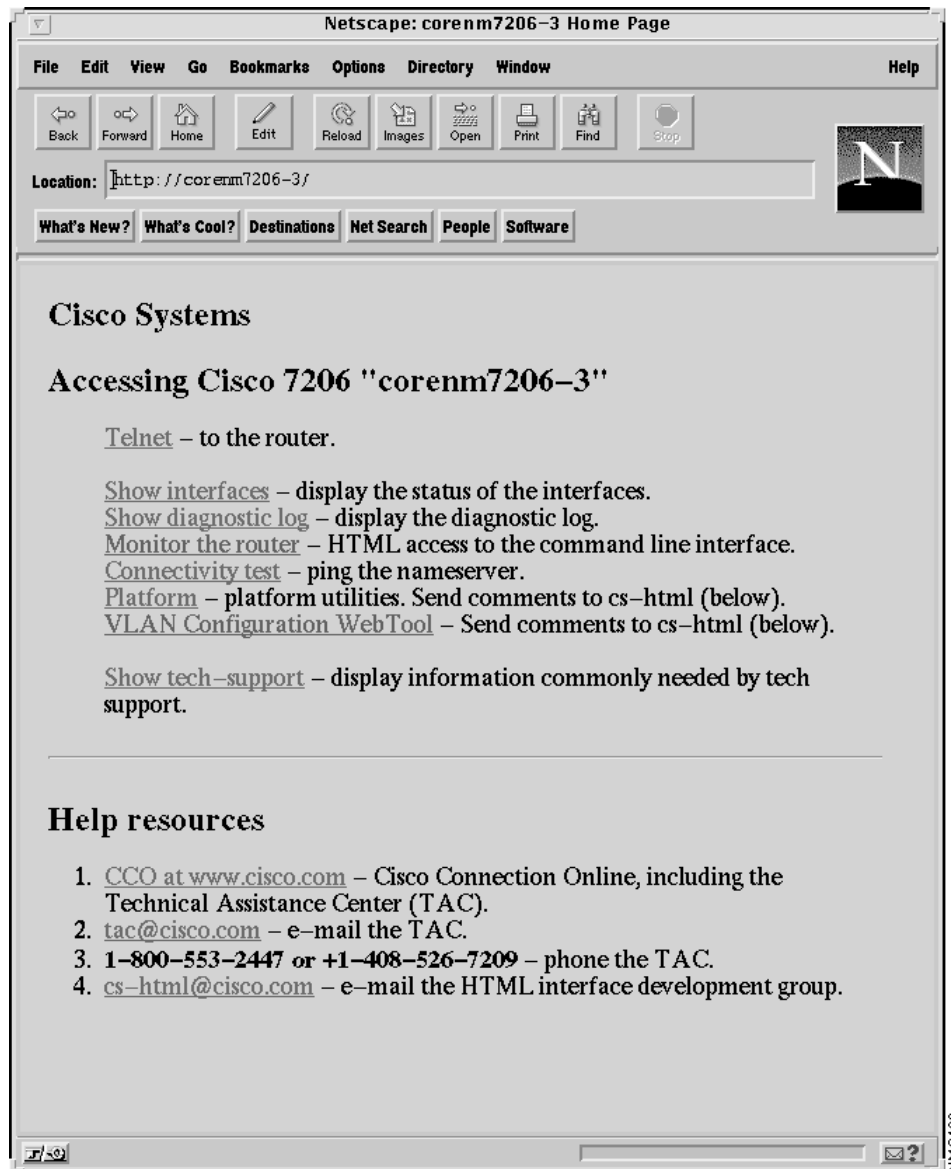 Netscape: corenm7206–3 Home Page
File Edit View Go Bookmarks Options Directory Window Help
Back Forward Home Edit Reload Images Open Print Find Stop
N
Location: http://corenm7206-3/
What's New? What's Cool? Destinations Net Search People Software
Cisco Systems
Accessing Cisco 7206 "corenm7206–3"
Telnet – to the router.
Show interfaces – display the status of the interfaces.
Show diagnostic log – display the diagnostic log.
Monitor the router – HTML access to the command line interface.
Connectivity test – ping the nameserver.
Platform – platform utilities. Send comments to cs–html (below).
VLAN Configuration WebTool – Send comments to cs–html (below).
Show tech–support – display information commonly needed by tech
support.
Help resources
1. CCO at www.cisco.com – Cisco Connection Online, including the
Technical Assistance Center (TAC).
2. tac@cisco.com – e–mail the TAC.
3. 1–800–553–2447 or +1–408–526–7209 – phone the TAC.
4. cs–html@cisco.com – e–mail the HTML interface development group.
?